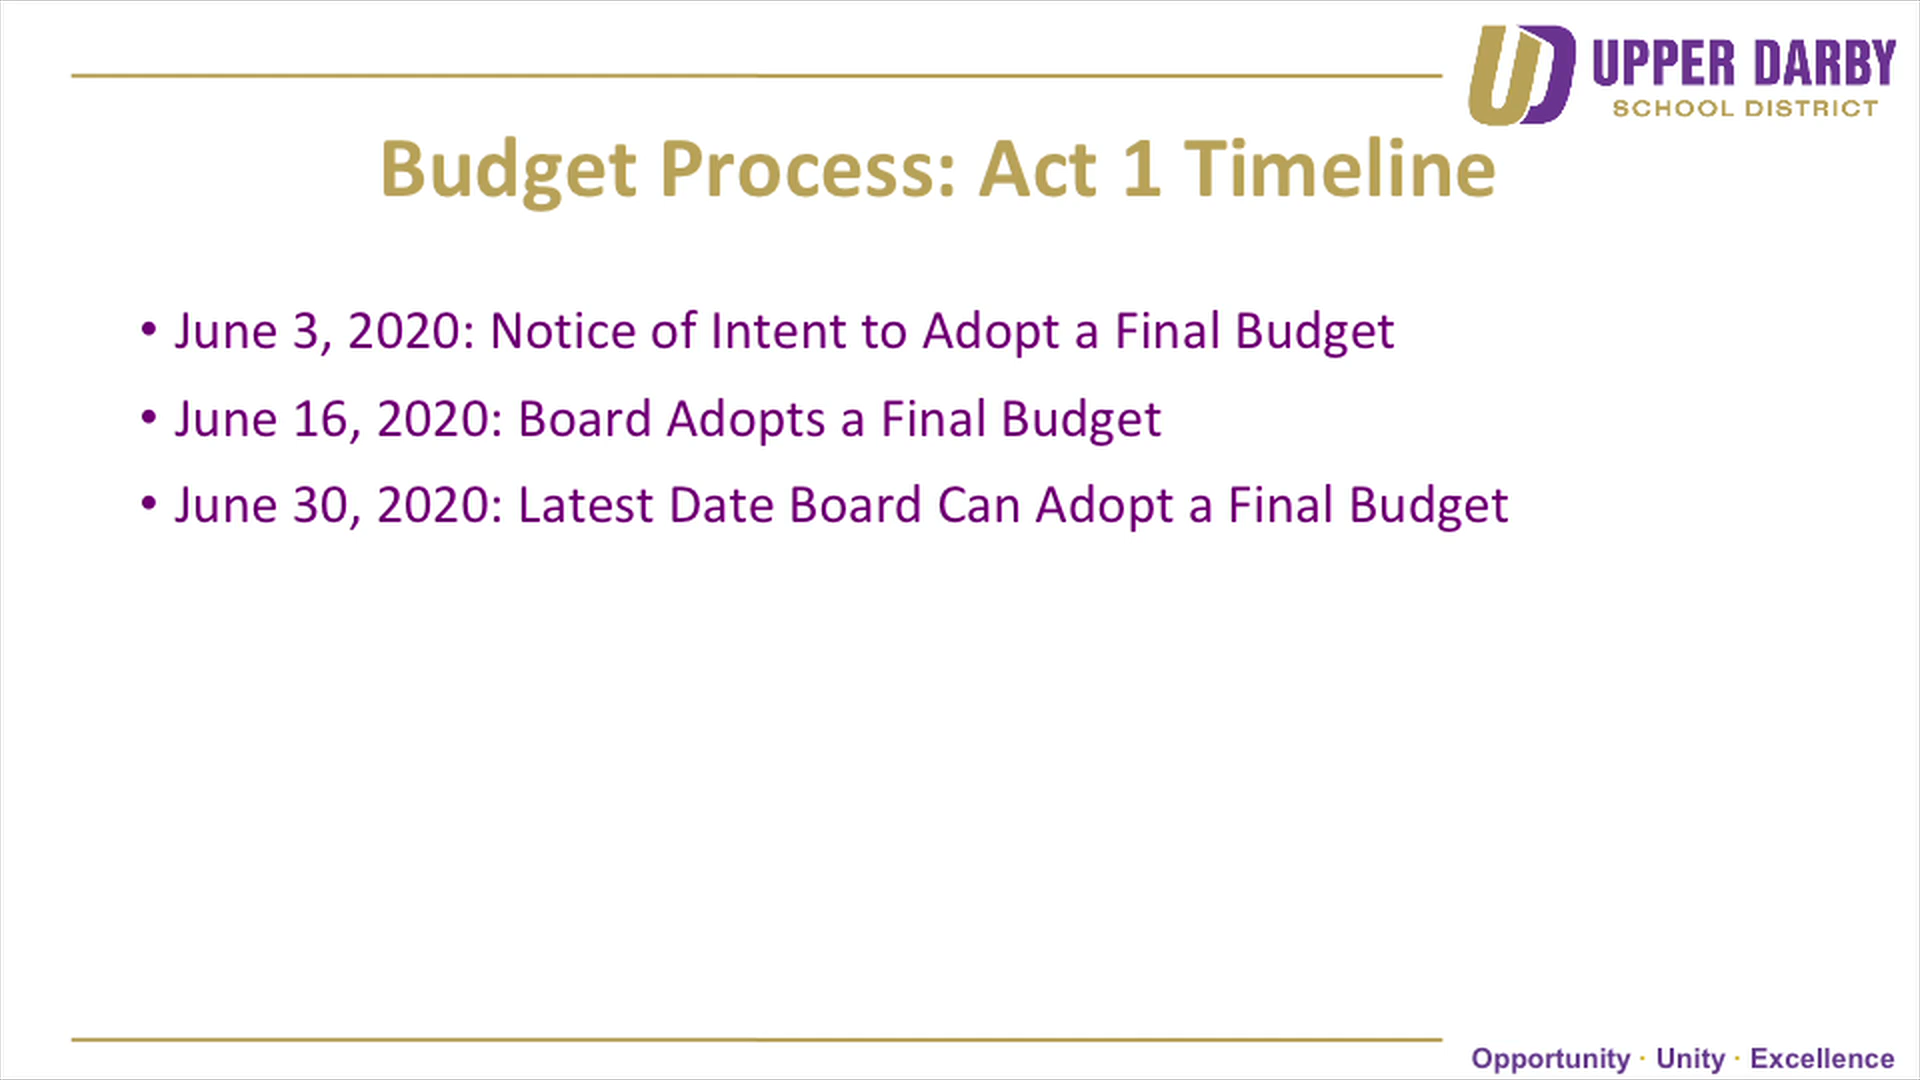 UD UPPER DARBY
SCHOOL DISTRICT
Budget Process: Act 1 Timeline
• June 3, 2020: Notice of Intent to Adopt a Final Budget
• June 16, 2020: Board Adopts a Final Budget
• June 30, 2020: Latest Date Board Can Adopt a Final Budget
Opportunity · Unity · Excellence